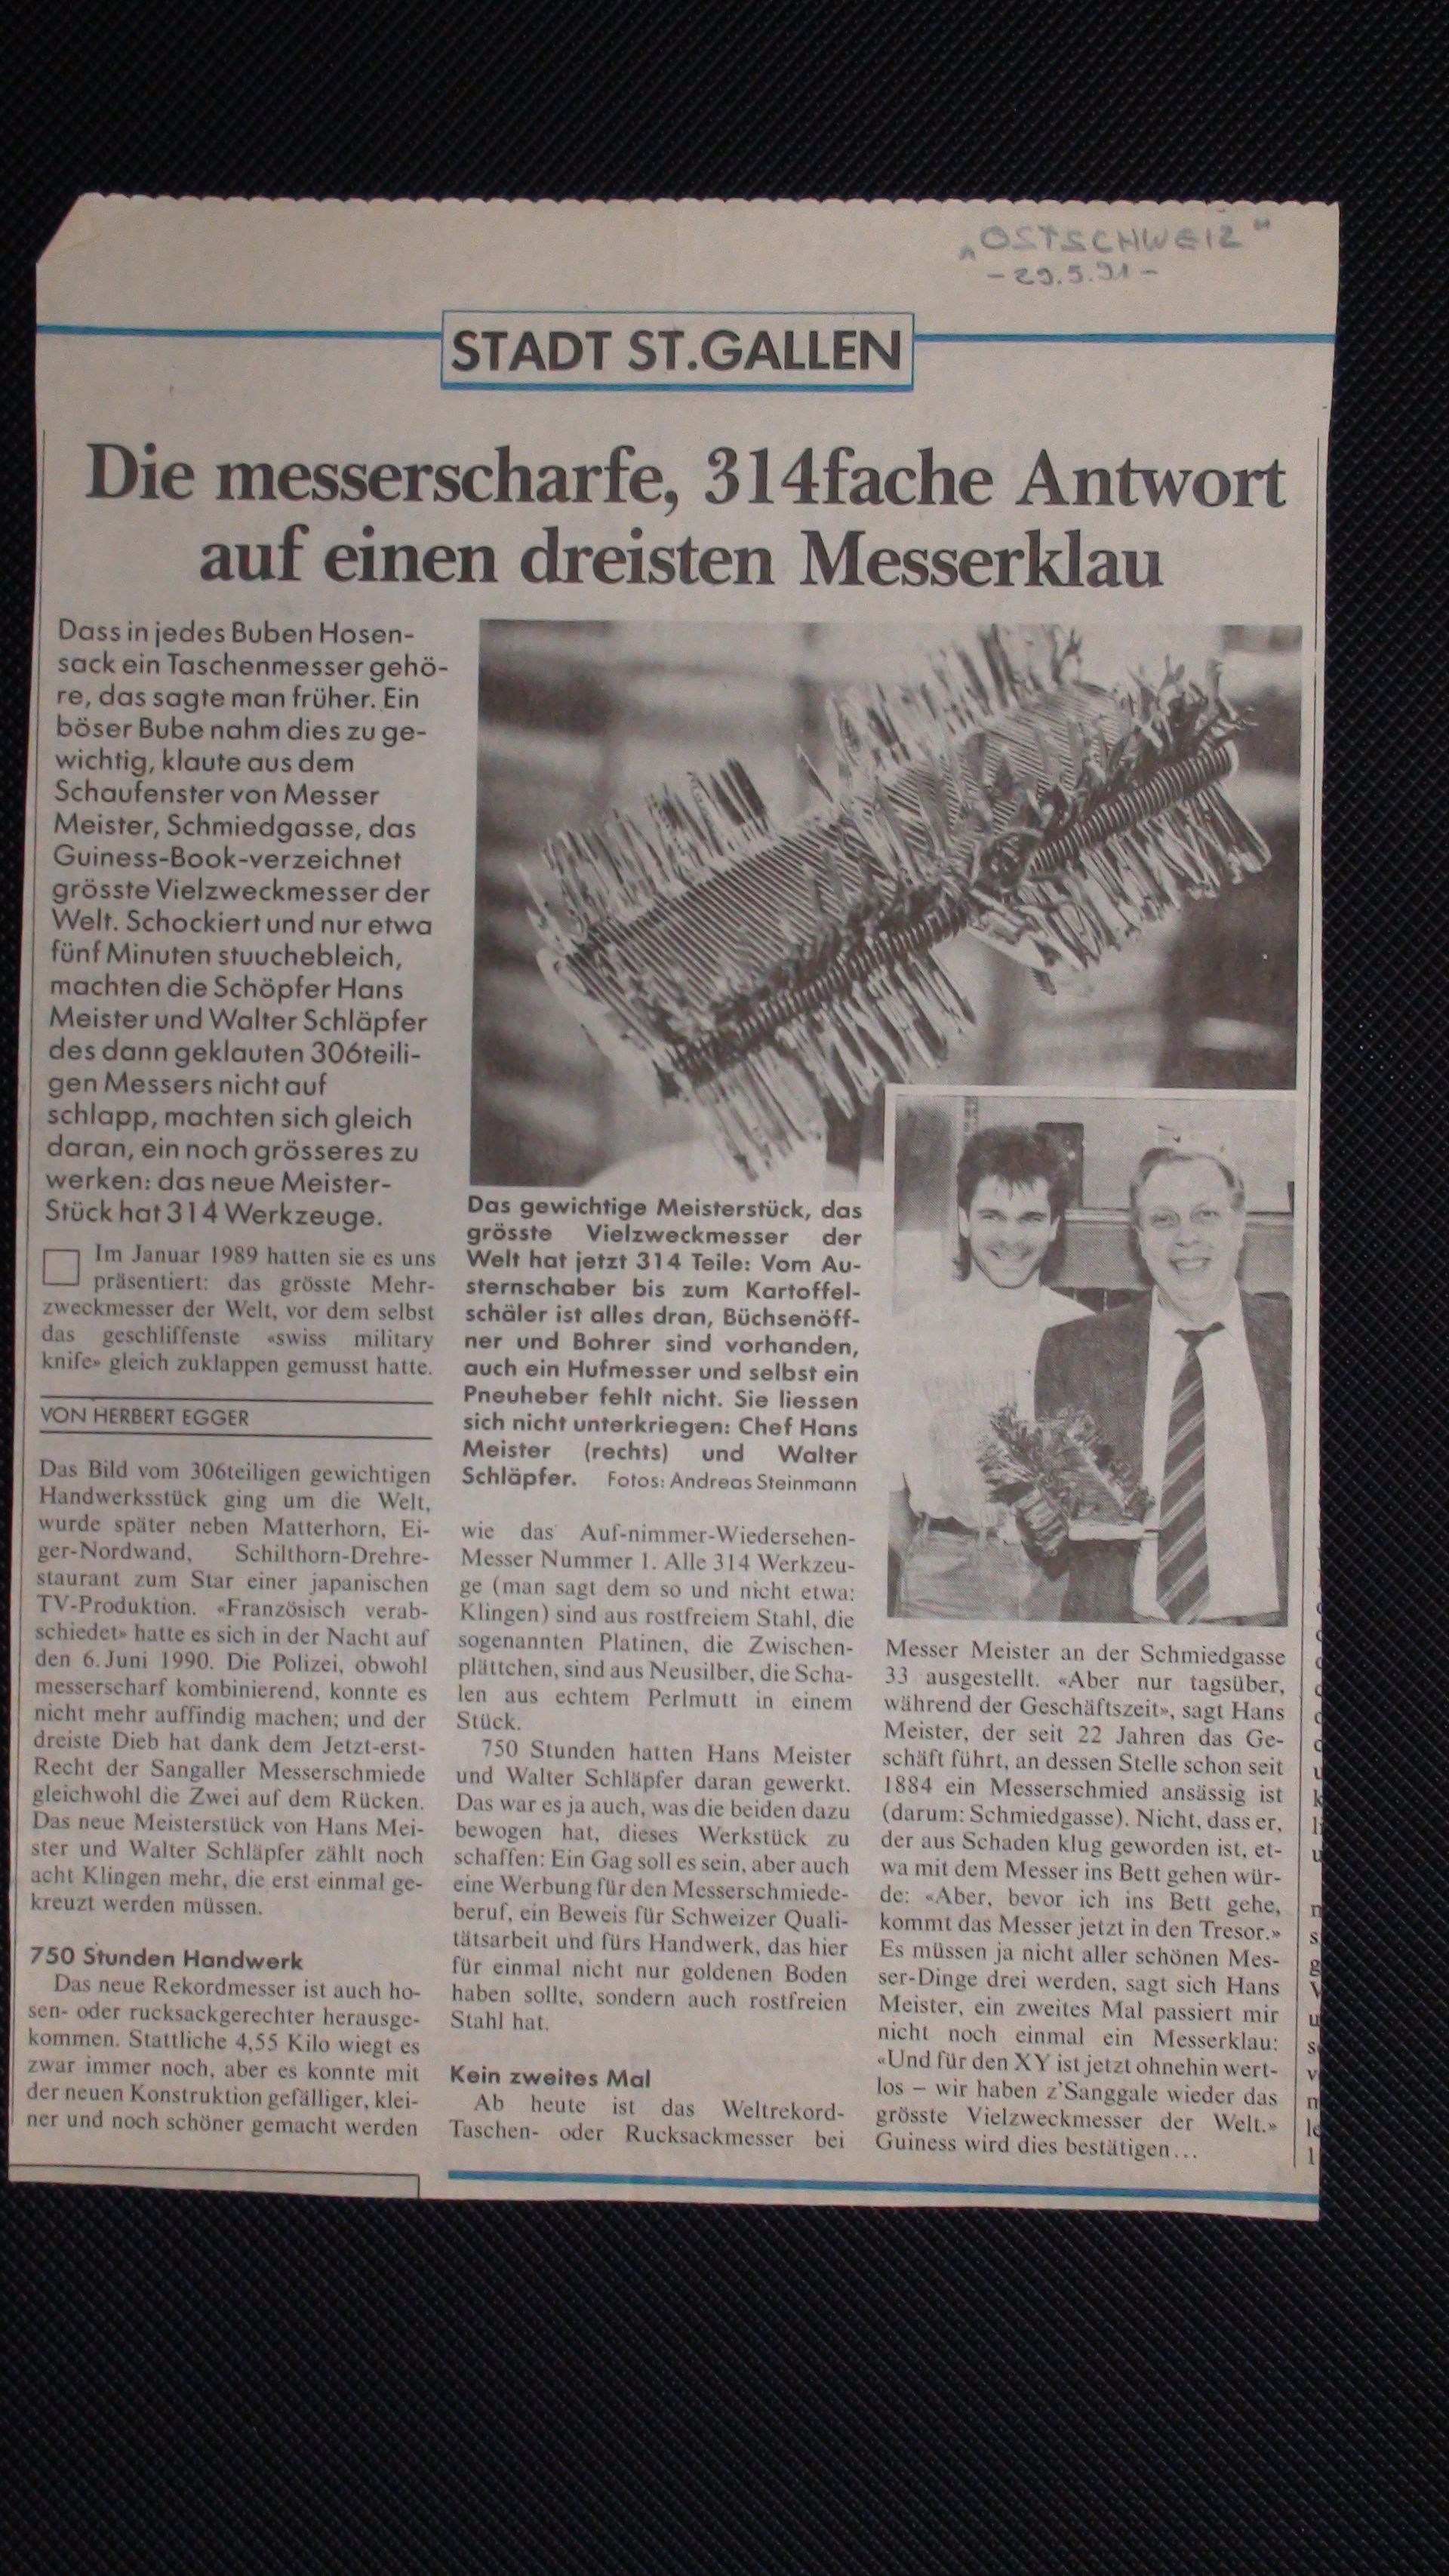 „OSTSCHWEIZ"
- 29.5.91 -
STADT ST.GALLEN
Die messerscharfe, 314fache Antwort
auf einen dreisten Messerklau
Dass in jedes Buben Hosen-
sack ein Taschenmesser gehö-
re, das sagte man früher. Ein
böser Bube nahm dies zu ge-
wichtig, klaute aus dem
Schaufenster von Messer
Meister, Schmiedgasse, das
Guiness-Book-verzeichnet
grösste Vielzweckmesser der
Welt. Schockiert und nur etwa
fünf Minuten stuuchebleich,
machten die Schöpfer Hans
Meister und Walter Schläpfer
des dann geklauten 306teili-
gen Messers nicht auf
schlapp, machten sich gleich
daran, ein noch grösseres zu
werken: das neue Meister-
Stück hat 314 Werkzeuge.
Im Januar 1989 hatten sie es uns
präsentiert: das grösste Mehr-
zweckmesser der Welt, vor dem selbst
das geschliffenste «swiss military
knife» gleich zuklappen gemusst hatte.
VON HERBERT EGGER
Das Bild vom 306teiligen gewichtigen
Handwerksstück ging um die Welt,
wurde später neben Matterhorn, Ei-
ger-Nordwand, Schilthorn-Drehre-
staurant zum Star einer japanischen
TV-Produktion. «Französisch verab-
schiedet» hatte es sich in der Nacht auf
den 6. Juni 1990. Die Polizei, obwohl
messerscharf kombinierend, konnte es
nicht mehr auffindig machen; und der
dreiste Dieb hat dank dem Jetzt-erst-
Recht der Sangaller Messerschmiede
gleichwohl die Zwei auf dem Rücken.
Das neue Meisterstück von Hans Mei-
ster und Walter Schläpfer zählt noch
acht Klingen mehr, die erst einmal ge-
kreuzt werden müssen.
750 Stunden Handwerk
Das neue Rekordmesser ist auch ho-
sen- oder rucksackgerechter herausge-
kommen. Stattliche 4,55 Kilo wiegt es
zwar immer noch, aber es konnte mit
der neuen Konstruktion gefälliger, klei-
ner und noch schöner gemacht werden
Das gewichtige Meisterstück, das
grösste Vielzweckmesser der
Welt hat jetzt 314 Teile: Vom Au-
sternschaber bis zum Kartoffel-
schäler ist alles dran, Büchsenöff-
ner und Bohrer sind vorhanden,
auch ein Hufmesser und selbst ein
Pneuheber fehlt nicht. Sie liessen
sich nicht unterkriegen: Chef Hans
Meister (rechts) und Walter
Schläpfer. Fotos: Andreas Steinmann
wie das Auf-nimmer-Wiedersehen-
Messer Nummer 1. Alle 314 Werkzeu-
ge (man sagt dem so und nicht etwa:
Klingen) sind aus rostfreiem Stahl, die
sogenannten Platinen, die Zwischen-
plättchen, sind aus Neusilber, die Scha-
len aus echtem Perlmutt in einem
Stück.
750 Stunden hatten Hans Meister
und Walter Schläpfer daran gewerkt.
Das war es ja auch, was die beiden dazu
bewogen hat, dieses Werkstück zu
schaffen: Ein Gag soll es sein, aber auch
eine Werbung für den Messerschmiede-
beruf, ein Beweis für Schweizer Quali-
tätsarbeit und fürs Handwerk, das hier
für einmal nicht nur goldenen Boden
haben sollte, sondern auch rostfreien
Stahl hat.
Kein zweites Mal
Ab heute ist das Weltrekord-
Taschen- oder Rucksackmesser bei
Messer Meister an der Schmiedgasse
33 ausgestellt. «Aber nur tagsüber,
während der Geschäftszeit», sagt Hans
Meister, der seit 22 Jahren das Ge-
schäft führt, an dessen Stelle schon seit
1884 ein Messerschmied ansässig ist
(darum: Schmiedgasse). Nicht, dass er,
der aus Schaden klug geworden ist, et-
wa mit dem Messer ins Bett gehen wür-
de: «Aber, bevor ich ins Bett gehe,
kommt das Messer jetzt in den Tresor.»
Es müssen ja nicht aller schönen Mes-
ser-Dinge drei werden, sagt sich Hans
Meister, ein zweites Mal passiert mir
nicht noch einmal ein Messerklau:
«Und für den XY ist jetzt ohnehin wert-
los – wir haben z'Sanggale wieder das
grösste Vielzweckmesser der Welt.»
Guiness wird dies bestätigen...